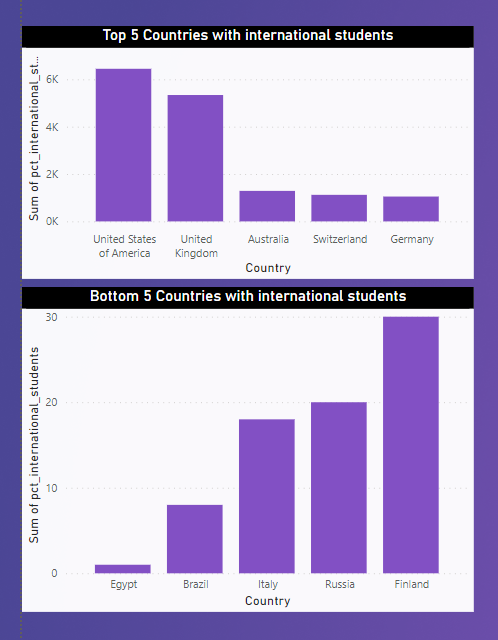 Top 5 Countries with international students
Sum of pct_international_st...
6K
4K
2K
0K
United States
of America
United
Kingdom
Australia
Switzerland
Germany
Country
Bottom 5 Countries with international students
Sum of pct_international_students
30
20
10
0
Egypt
Brazil
Italy
Russia
Finland
Country